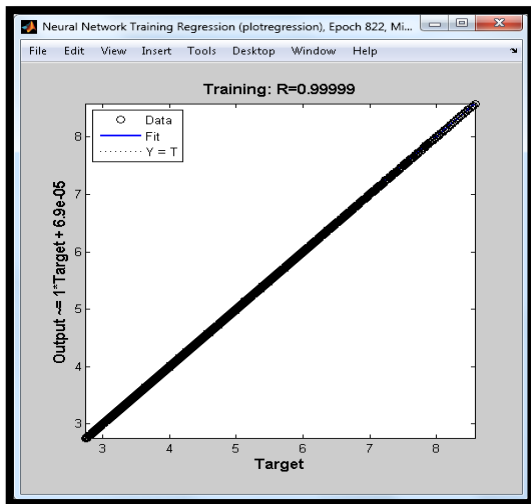 Neural Network Training Regression (plotregression), Epoch 822, Mi...
File Edit View Insert Tools Desktop Window Help
Training: R=0.99999
Data
Fit
Y = T
Output ~= 1*Target + 6.9e-05
8
7
6
5
4
3
3 4 5 6 7 8
Target